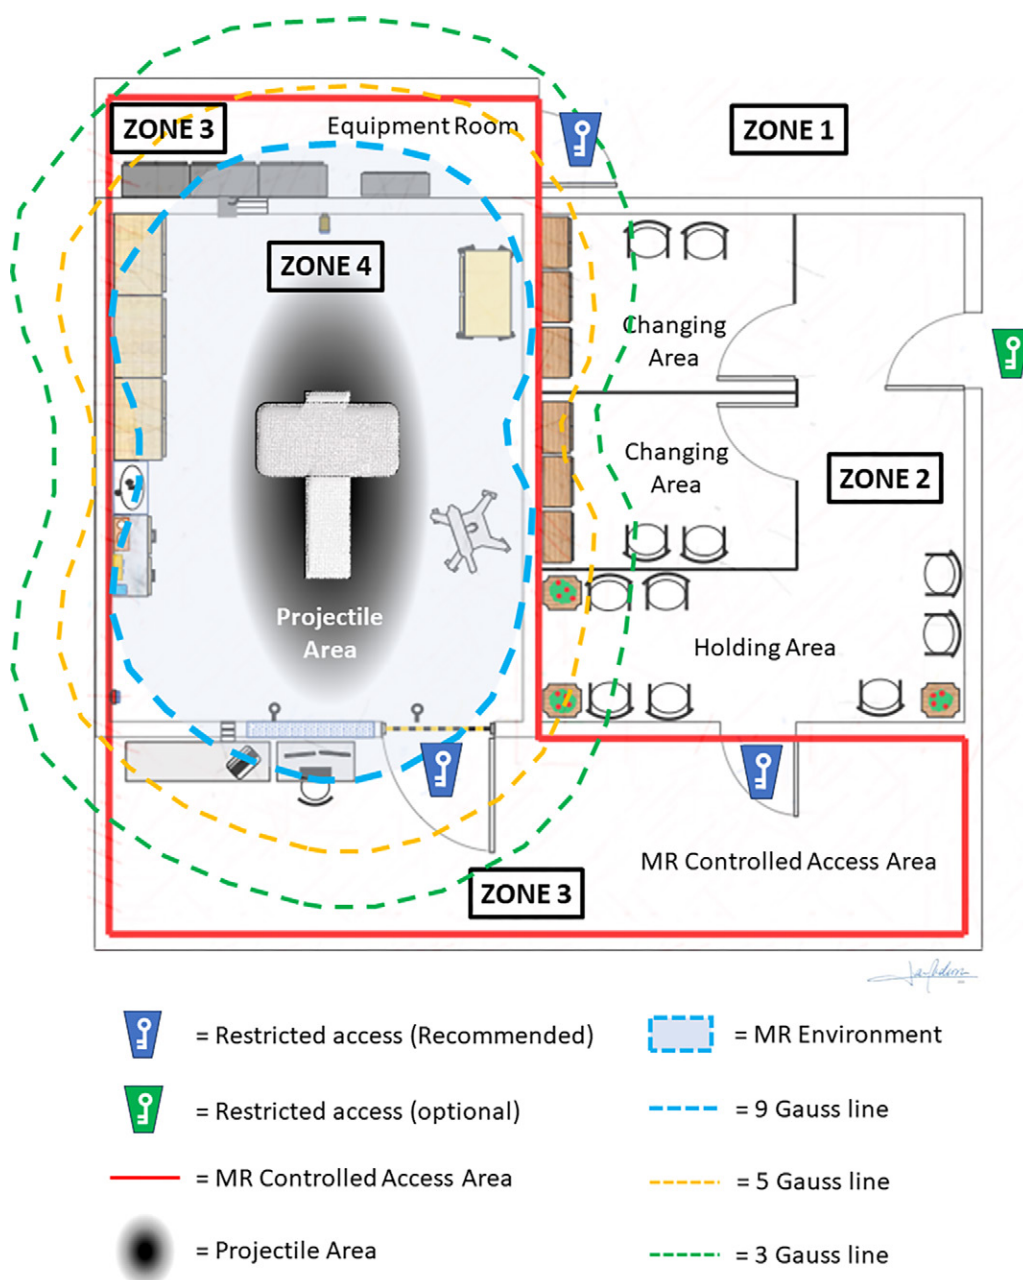 ZONE 3
Equipment Room
ZONE 1
ZONE 4
Changing
Area
Changing
Area
ZONE 2
Projectile
Area
Holding Area
MR Controlled Access Area
ZONE 3
= Restricted access (Recommended)
= MR Environment
= Restricted access (optional)
= 9 Gauss line
= MR Controlled Access Area
= 5 Gauss line
= Projectile Area
= 3 Gauss line